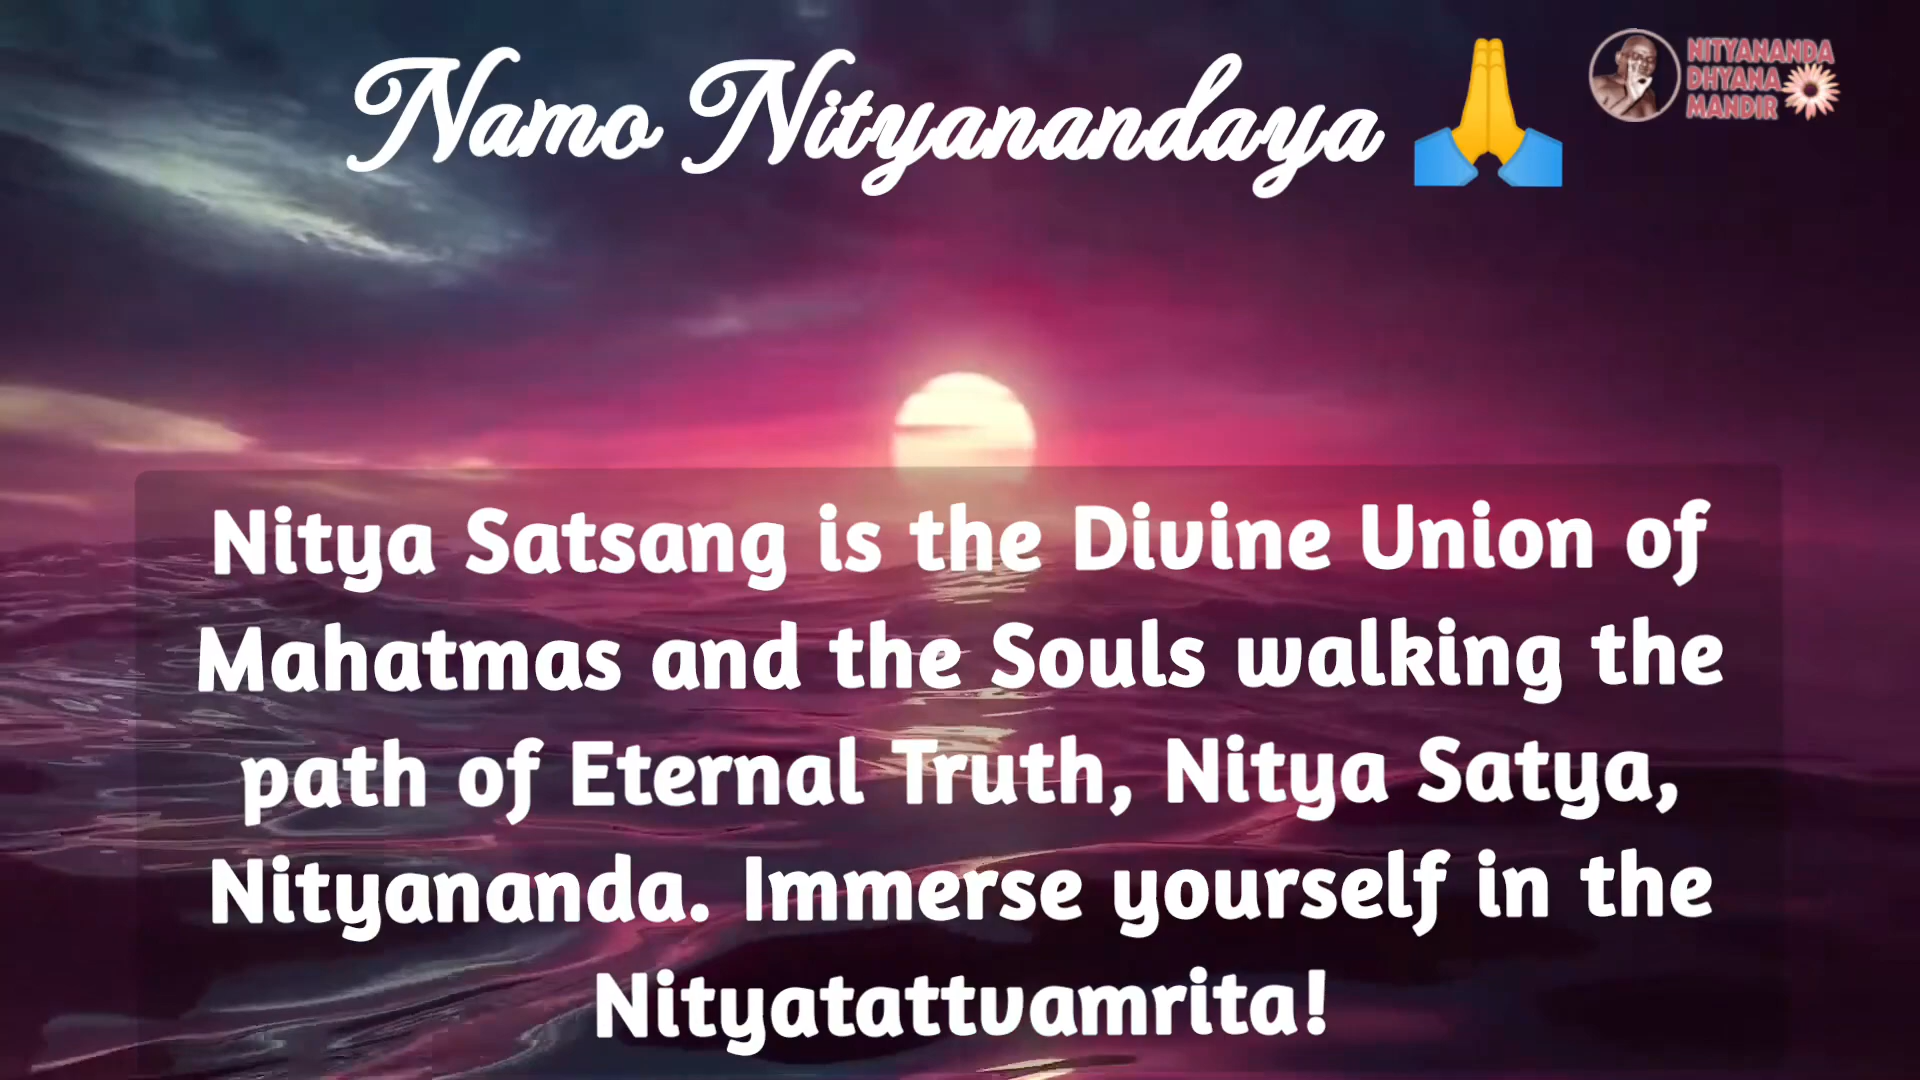 Namo Nityanandaya 🙏
NITYANANDA
DHYANA
MANDIR
Nitya Satsang is the Divine Union of
Mahatmas and the Souls walking the
path of Eternal Truth, Nitya Satya,
Nityananda. Immerse yourself in the
Nityatattvamrita!